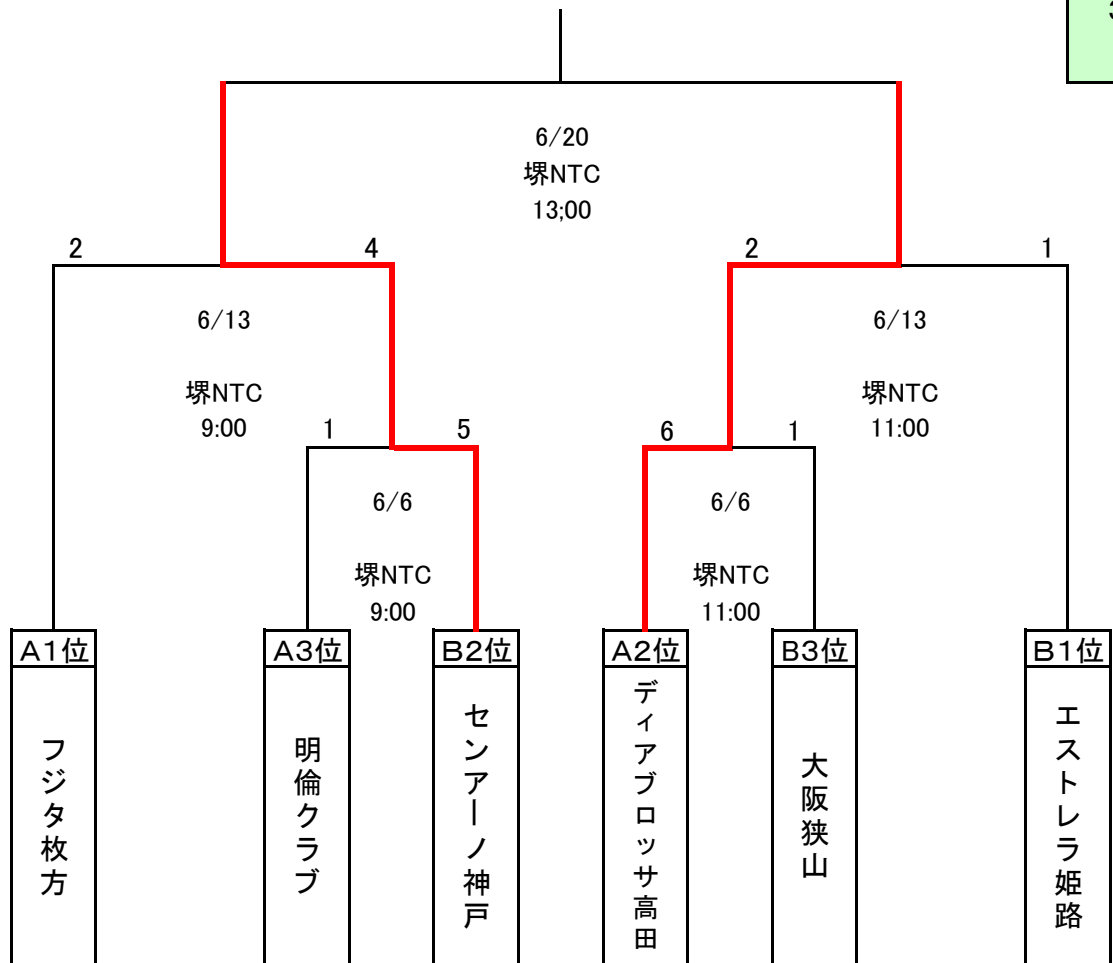 3
6/20
堺NTC
13;00
2
4
2
1
6/13
堺NTC
9:00
6/13
堺NTC
11:00
1
5
6
1
6/6
堺NTC
9:00
6/6
堺NTC
11:00
A1位
A3位
B2位
A2位
B3位
B1位
フジタ枚方
明倫クラブ
センアーノ神戸
ディアブロッサ高田
大阪狭山
エストレラ姫路